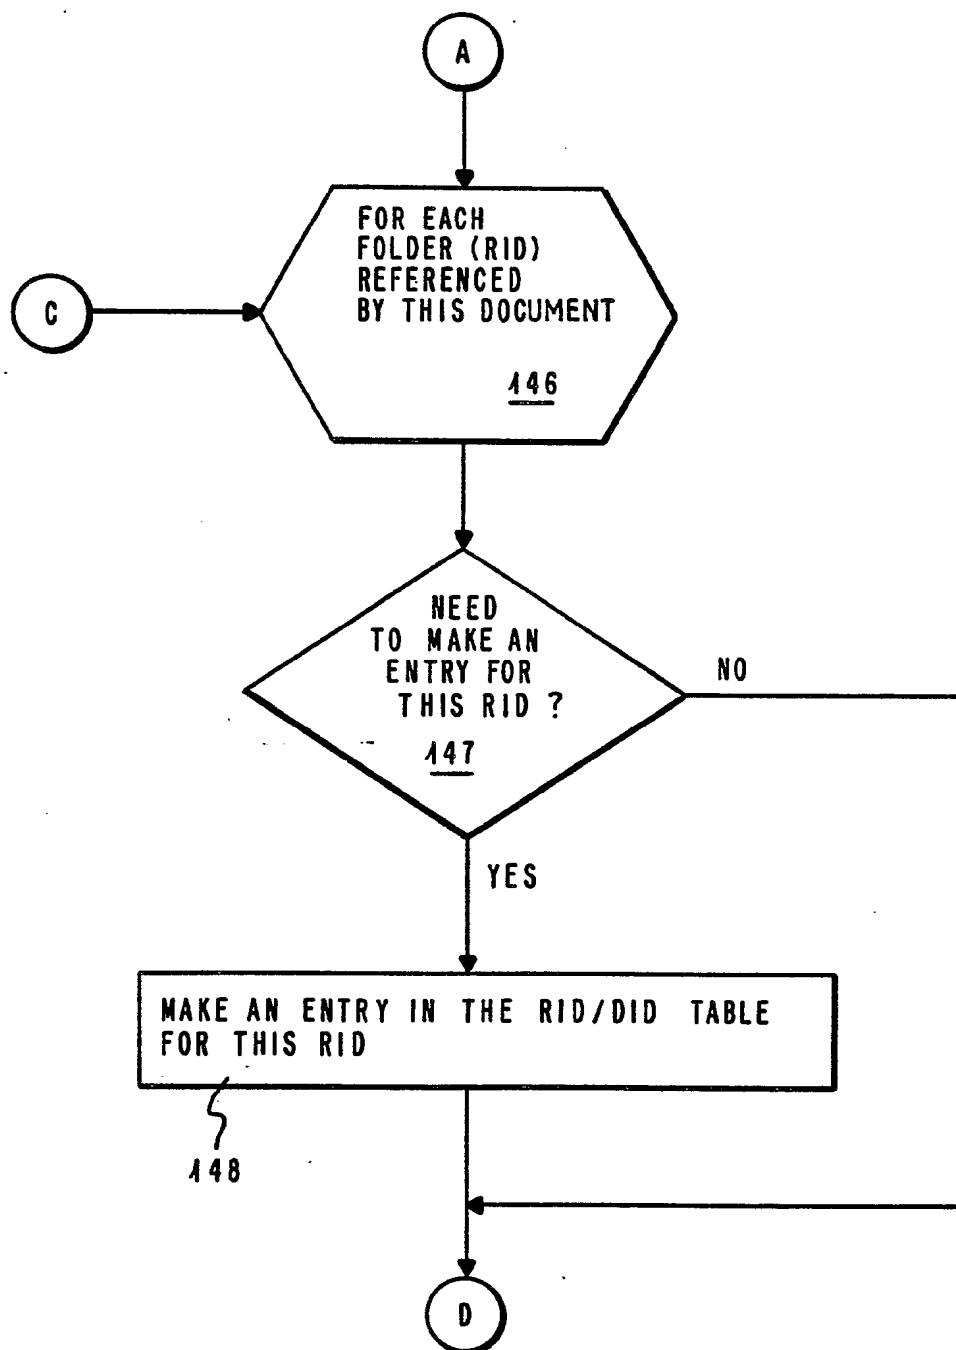 A
FOR EACH
FOLDER (RID)
REFERENCED
BY THIS DOCUMENT
C
146
NEED
TO MAKE AN
ENTRY FOR
THIS RID ?
NO
147
YES
MAKE AN ENTRY IN THE RID/DID TABLE
FOR THIS RID
148
D